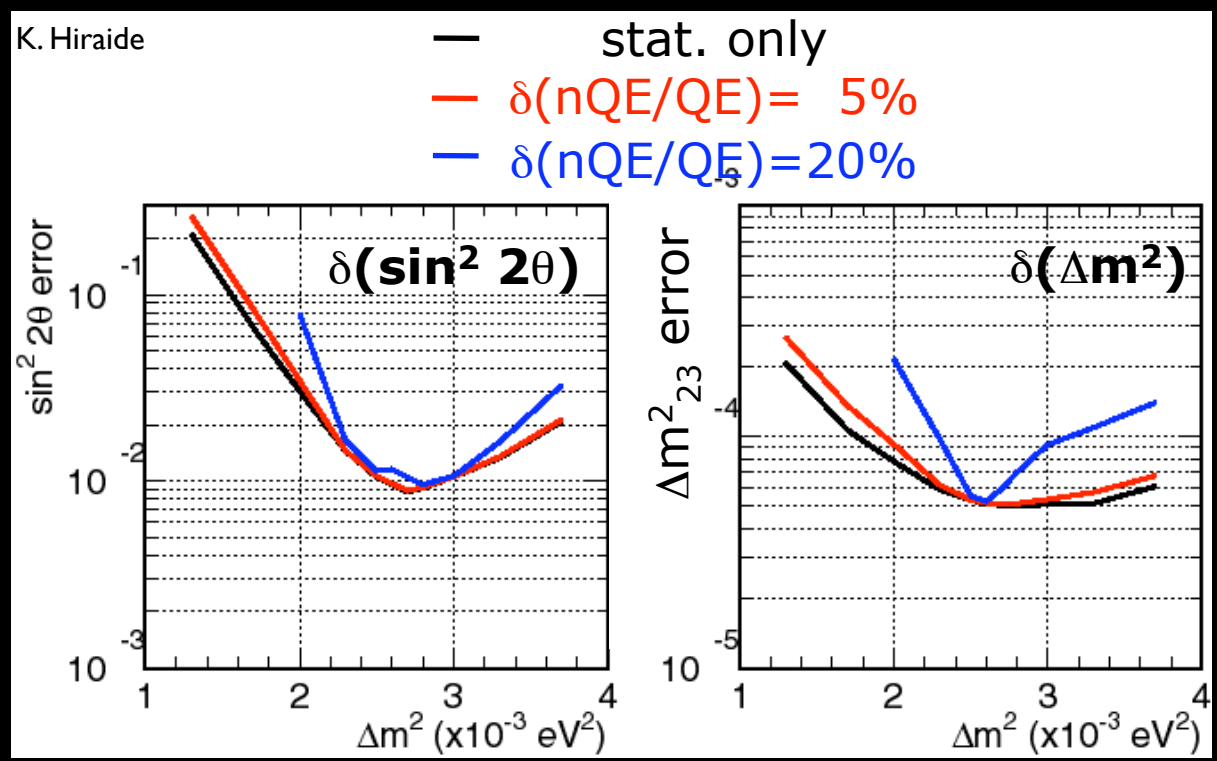 K. Hiraide
— stat. only
— δ(nQE/QE)= 5%
— δ(nQE/QE)=20%
sin² 2θ error
δ(sin² 2θ)
10⁻¹
10⁻²
10⁻³
1 2 3 4
Δm² (x10⁻³ eV²)
Δm²₂₃ error
δ(Δm²)
⁻³
⁻⁴
10⁻⁵
1 2 3 4
Δm² (x10⁻³ eV²)